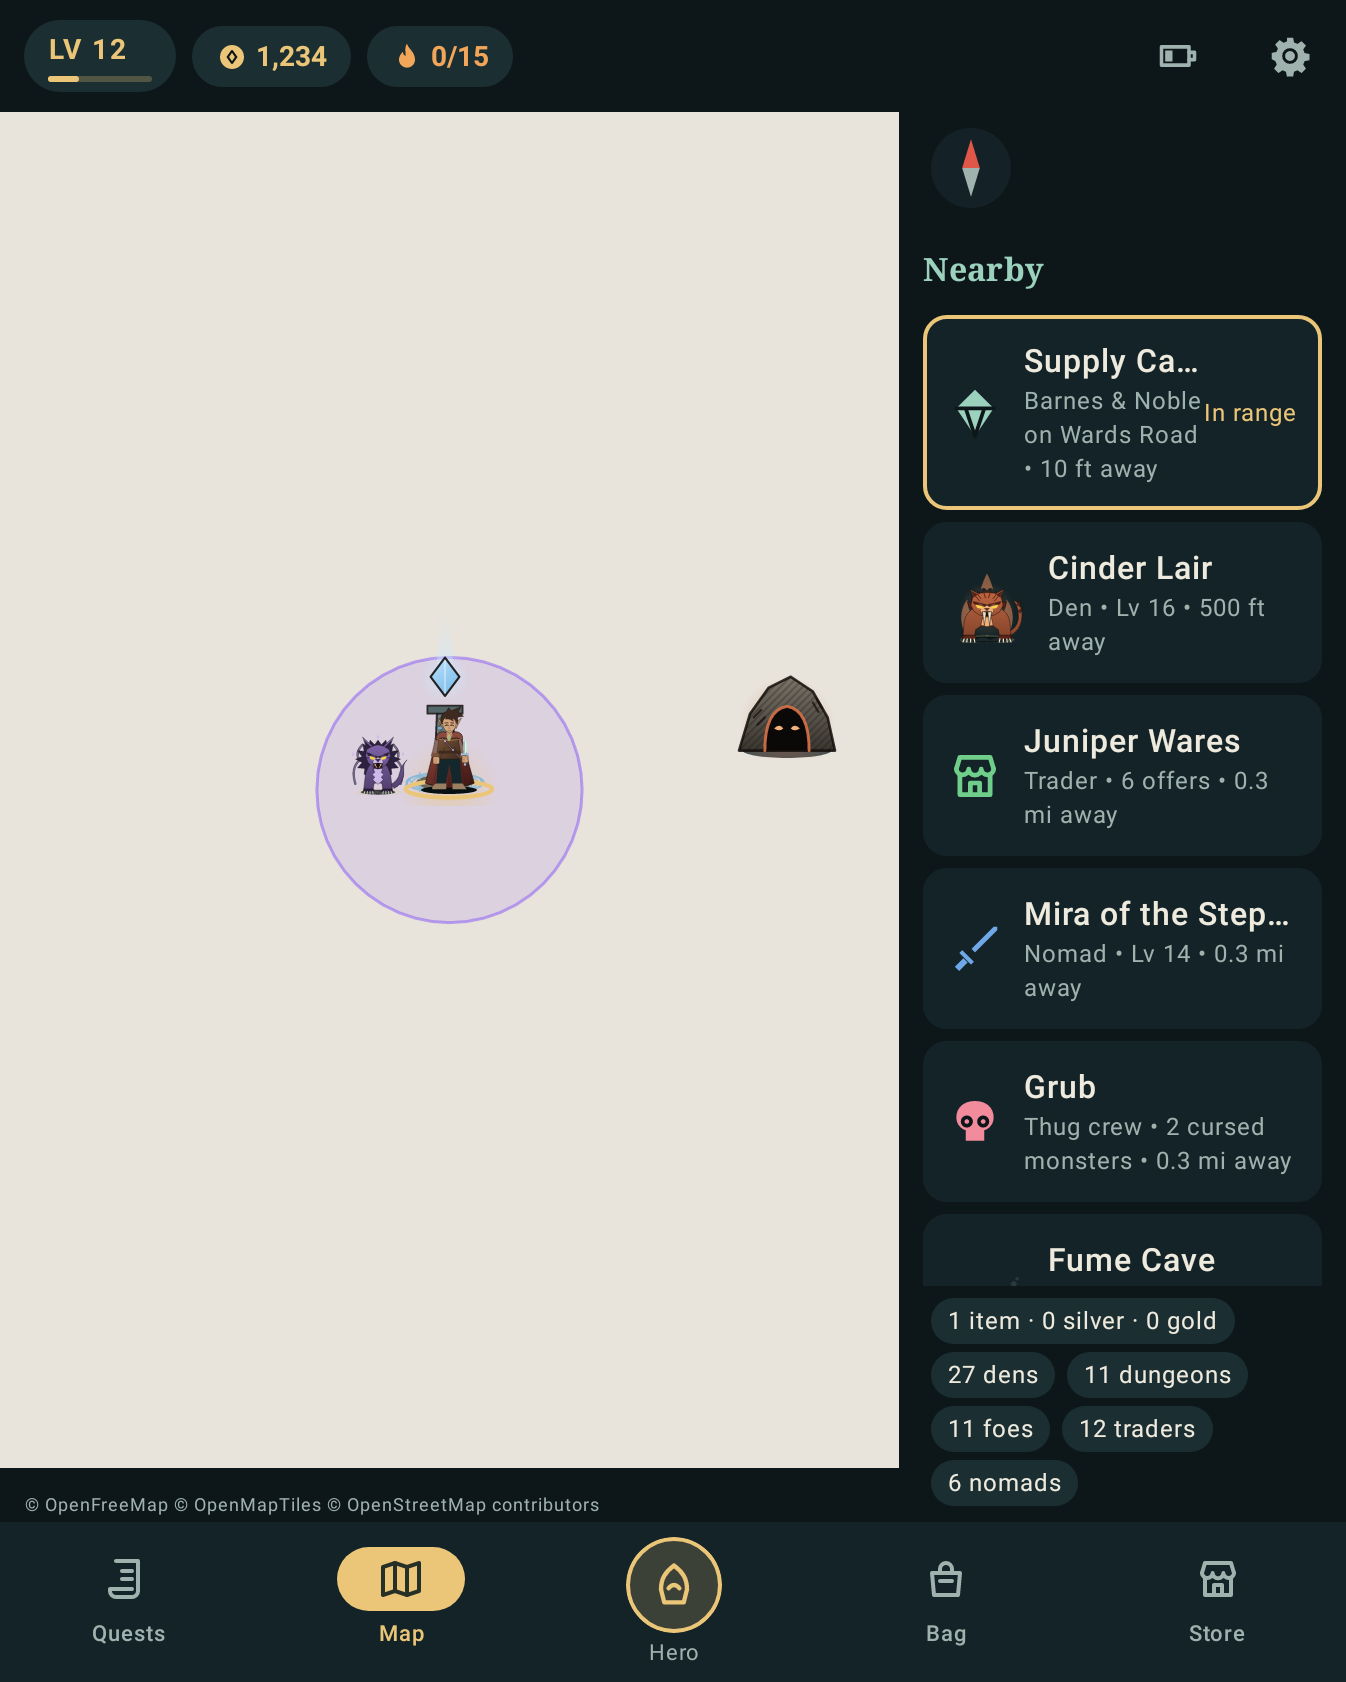 LV 12
1,234
0/15
Nearby
Supply Ca...
Barnes & Noble
on Wards Road
• 10 ft away
In range
Cinder Lair
Den • Lv 16 • 500 ft
away
Juniper Wares
Trader • 6 offers • 0.3
mi away
Mira of the Step...
Nomad • Lv 14 • 0.3 mi
away
Grub
Thug crew • 2 cursed
monsters • 0.3 mi away
Fume Cave
1 item · 0 silver · 0 gold
27 dens
11 dungeons
11 foes
12 traders
6 nomads
© OpenFreeMap © OpenMapTiles © OpenStreetMap contributors
Quests
Map
Hero
Bag
Store